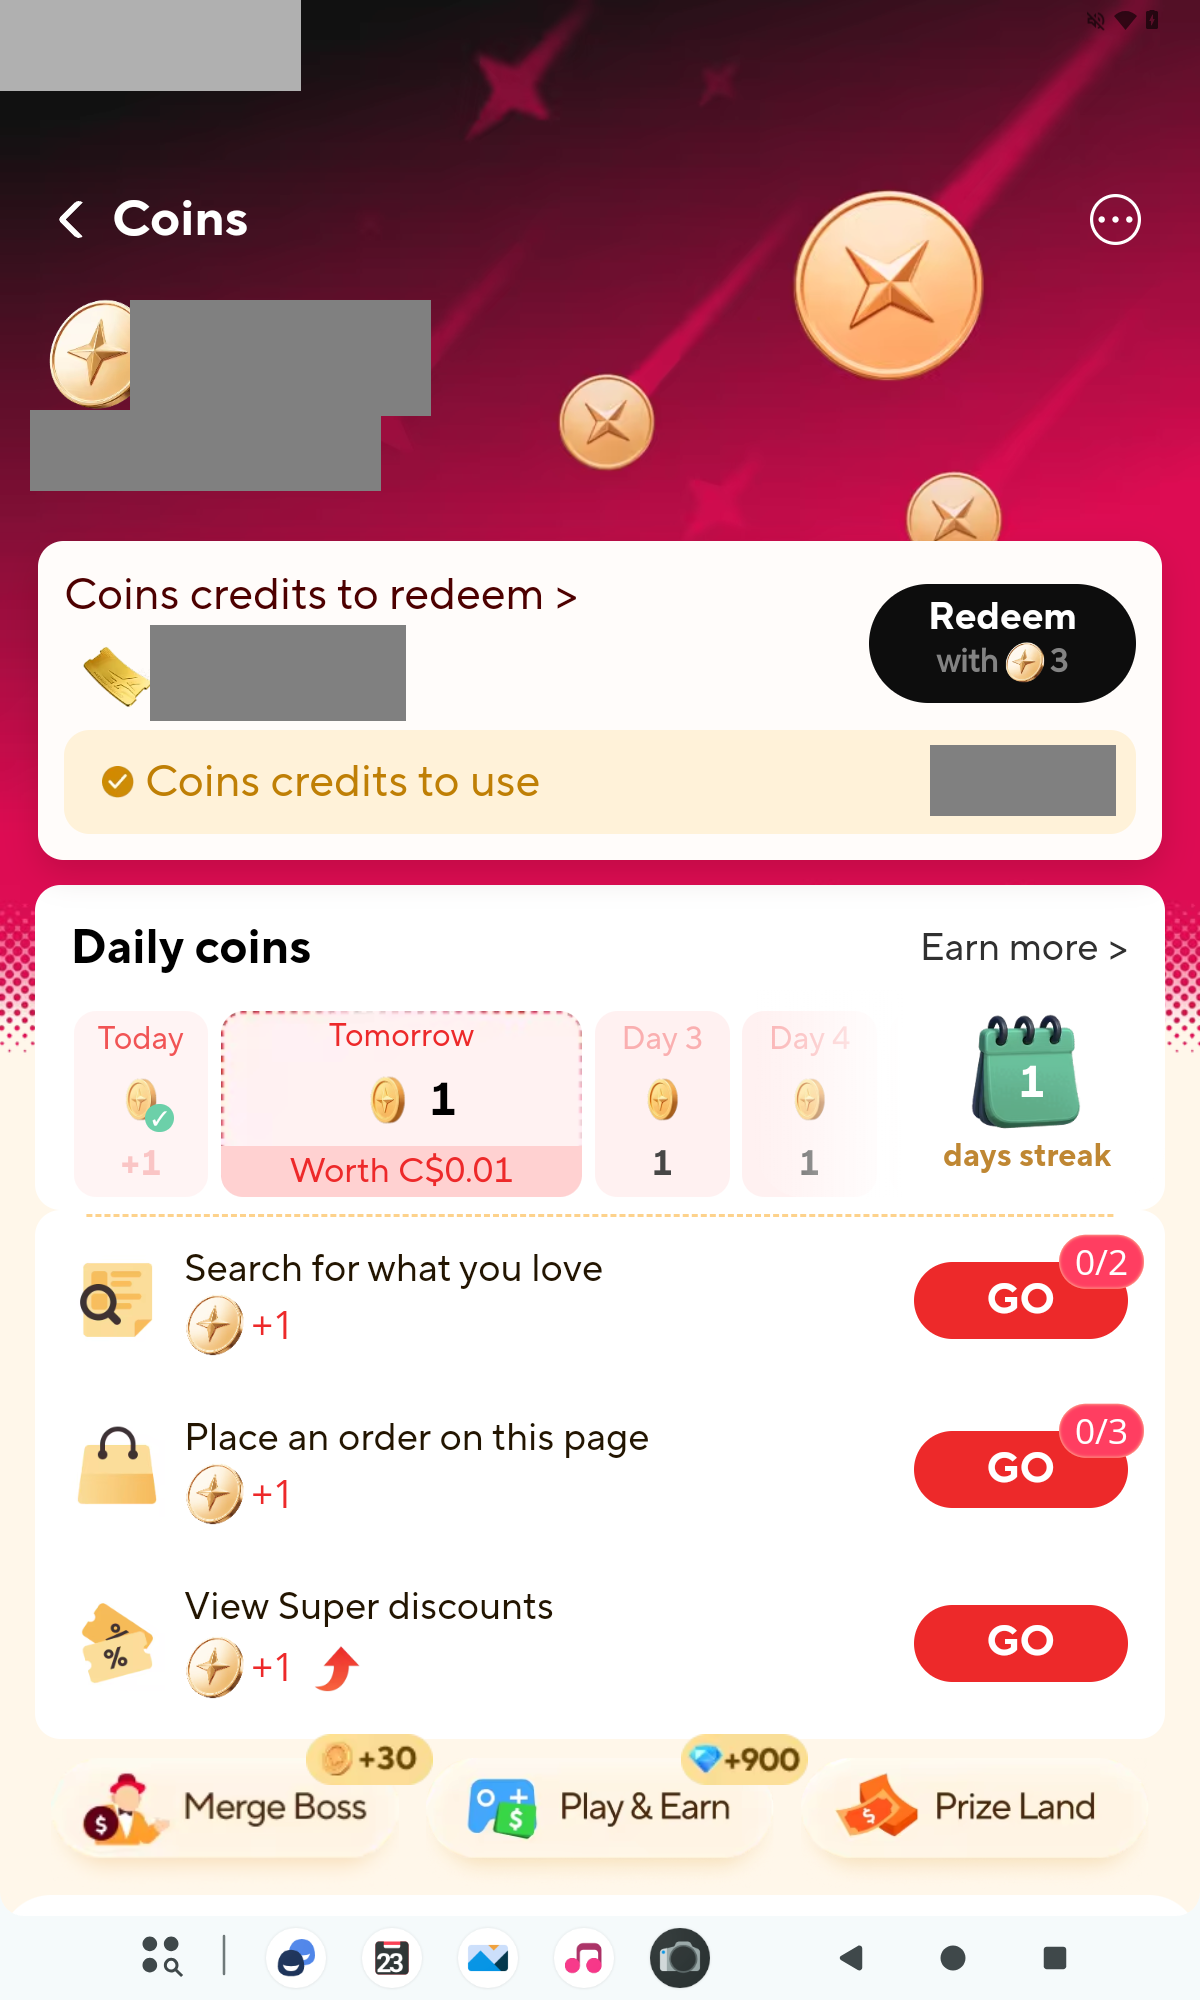 Coins
Coins credits to redeem >
Redeem
with 3
Coins credits to use
Daily coins
Earn more >
Today
+1
Tomorrow
1
Worth C$0.01
Day 3
1
Day 4
1
1
days streak
Search for what you love
+1
0/2
GO
Place an order on this page
+1
0/3
GO
View Super discounts
+1
GO
+30
Merge Boss
+900
Play & Earn
Prize Land
23